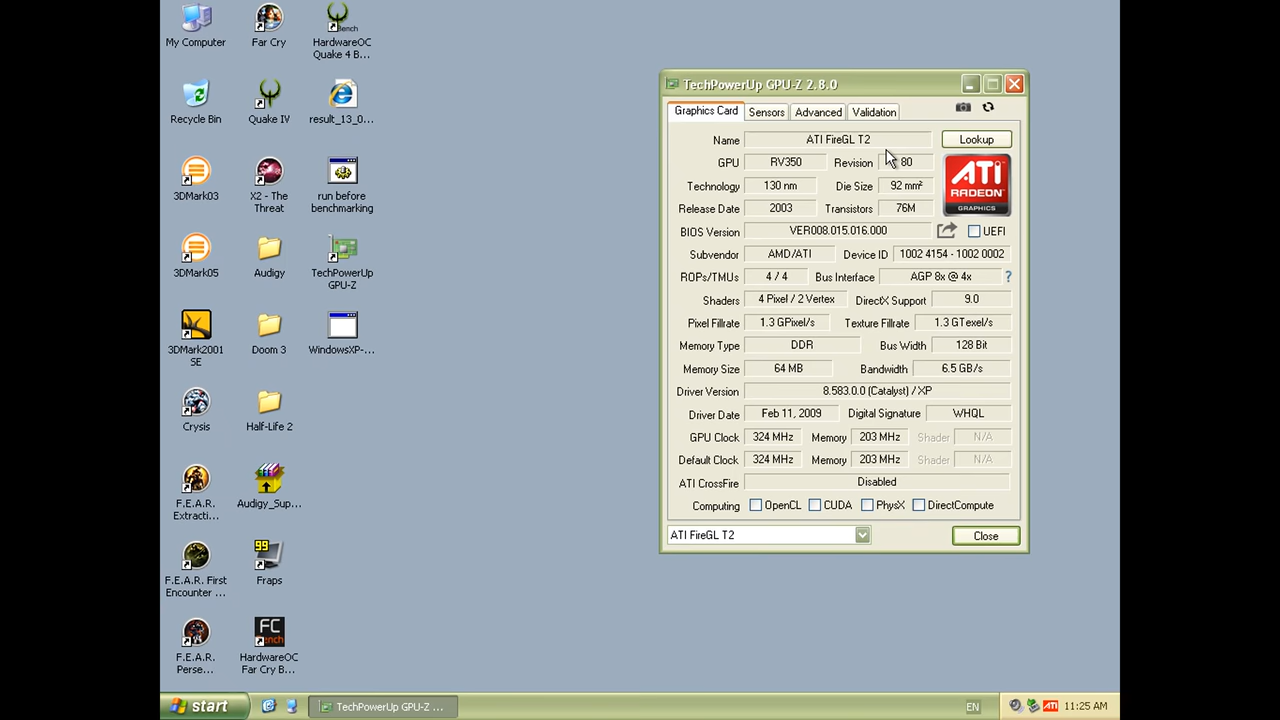 My Computer
Far Cry
HardwareOC
Quake 4 B...
Recycle Bin
Quake IV
result_13_0...
3DMark03
X2 - The
Threat
run before
benchmarking
3DMark05
Audigy
TechPowerUp
GPU-Z
3DMark2001
SE
Doom 3
WindowsXP-...
Crysis
Half-Life 2
F.E.A.R.
Extracti...
Audigy_Sup...
F.E.A.R. First
Encounter ...
99
Fraps
F.E.A.R.
Perse...
FC
HardwareOC
Far Cry B...
TechPowerUp GPU-Z 2.8.0
Graphics Card Sensors Advanced Validation
Name ATI FireGL T2 Lookup
GPU RV350 Revision 80
Technology 130 nm Die Size 92 mm²
Release Date 2003 Transistors 76M
ATI
RADEON
GRAPHICS
BIOS Version VER008.015.016.000 UEFI
Subvendor AMD/ATI Device ID 1002 4154 - 1002 0002
ROPs/TMUs 4 / 4 Bus Interface AGP 8x @ 4x ?
Shaders 4 Pixel / 2 Vertex DirectX Support 9.0
Pixel Fillrate 1.3 GPixel/s Texture Fillrate 1.3 GTexel/s
Memory Type DDR Bus Width 128 Bit
Memory Size 64 MB Bandwidth 6.5 GB/s
Driver Version 8.583.0.0 (Catalyst) / XP
Driver Date Feb 11, 2009 Digital Signature WHQL
GPU Clock 324 MHz Memory 203 MHz Shader N/A
Default Clock 324 MHz Memory 203 MHz Shader N/A
ATI CrossFire Disabled
Computing OpenCL CUDA PhysX DirectCompute
ATI FireGL T2 Close
start TechPowerUp GPU-Z ... EN ATI 11:25 AM